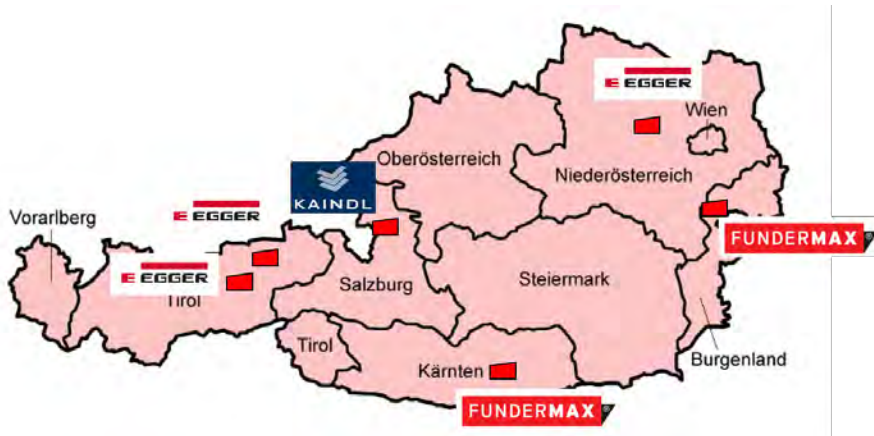 E EGGER
Wien
Oberösterreich
Niederösterreich
KAINDL
E EGGER
Vorarlberg
FUNDERMAX
E EGGER
Tirol
Salzburg
Steiermark
Tirol
Kärnten
Burgenland
FUNDERMAX